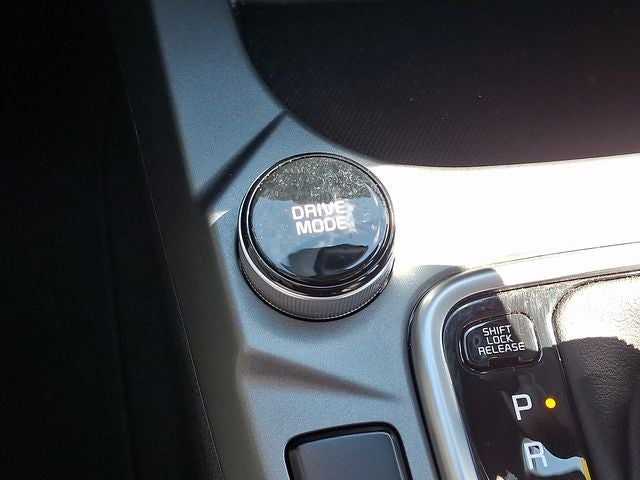 DRIVE
MODE
SHIFT
LOCK
RELEASE
P
R